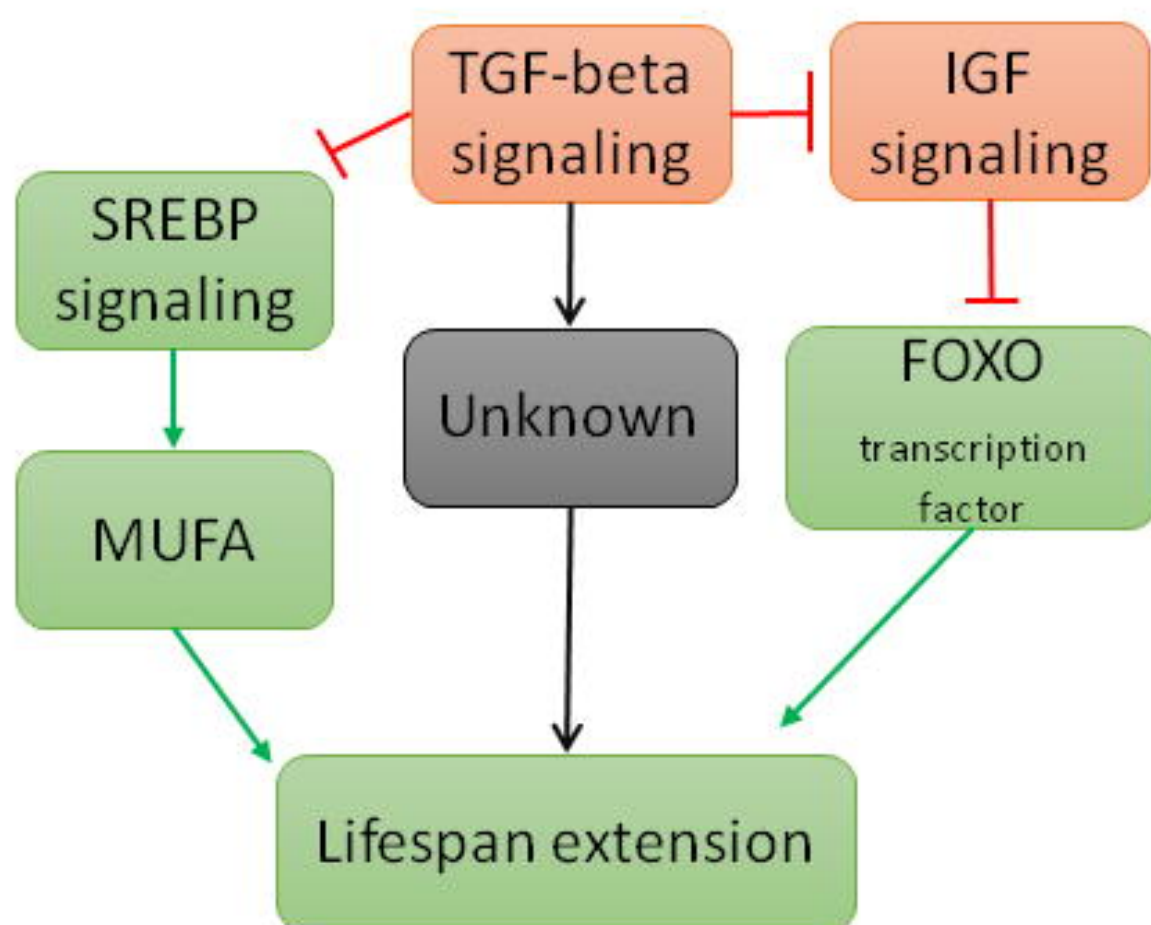 TGF-beta
signaling
IGF
signaling
SREBP
signaling
Unknown
FOXO
transcription
factor
MUFA
Lifespan extension